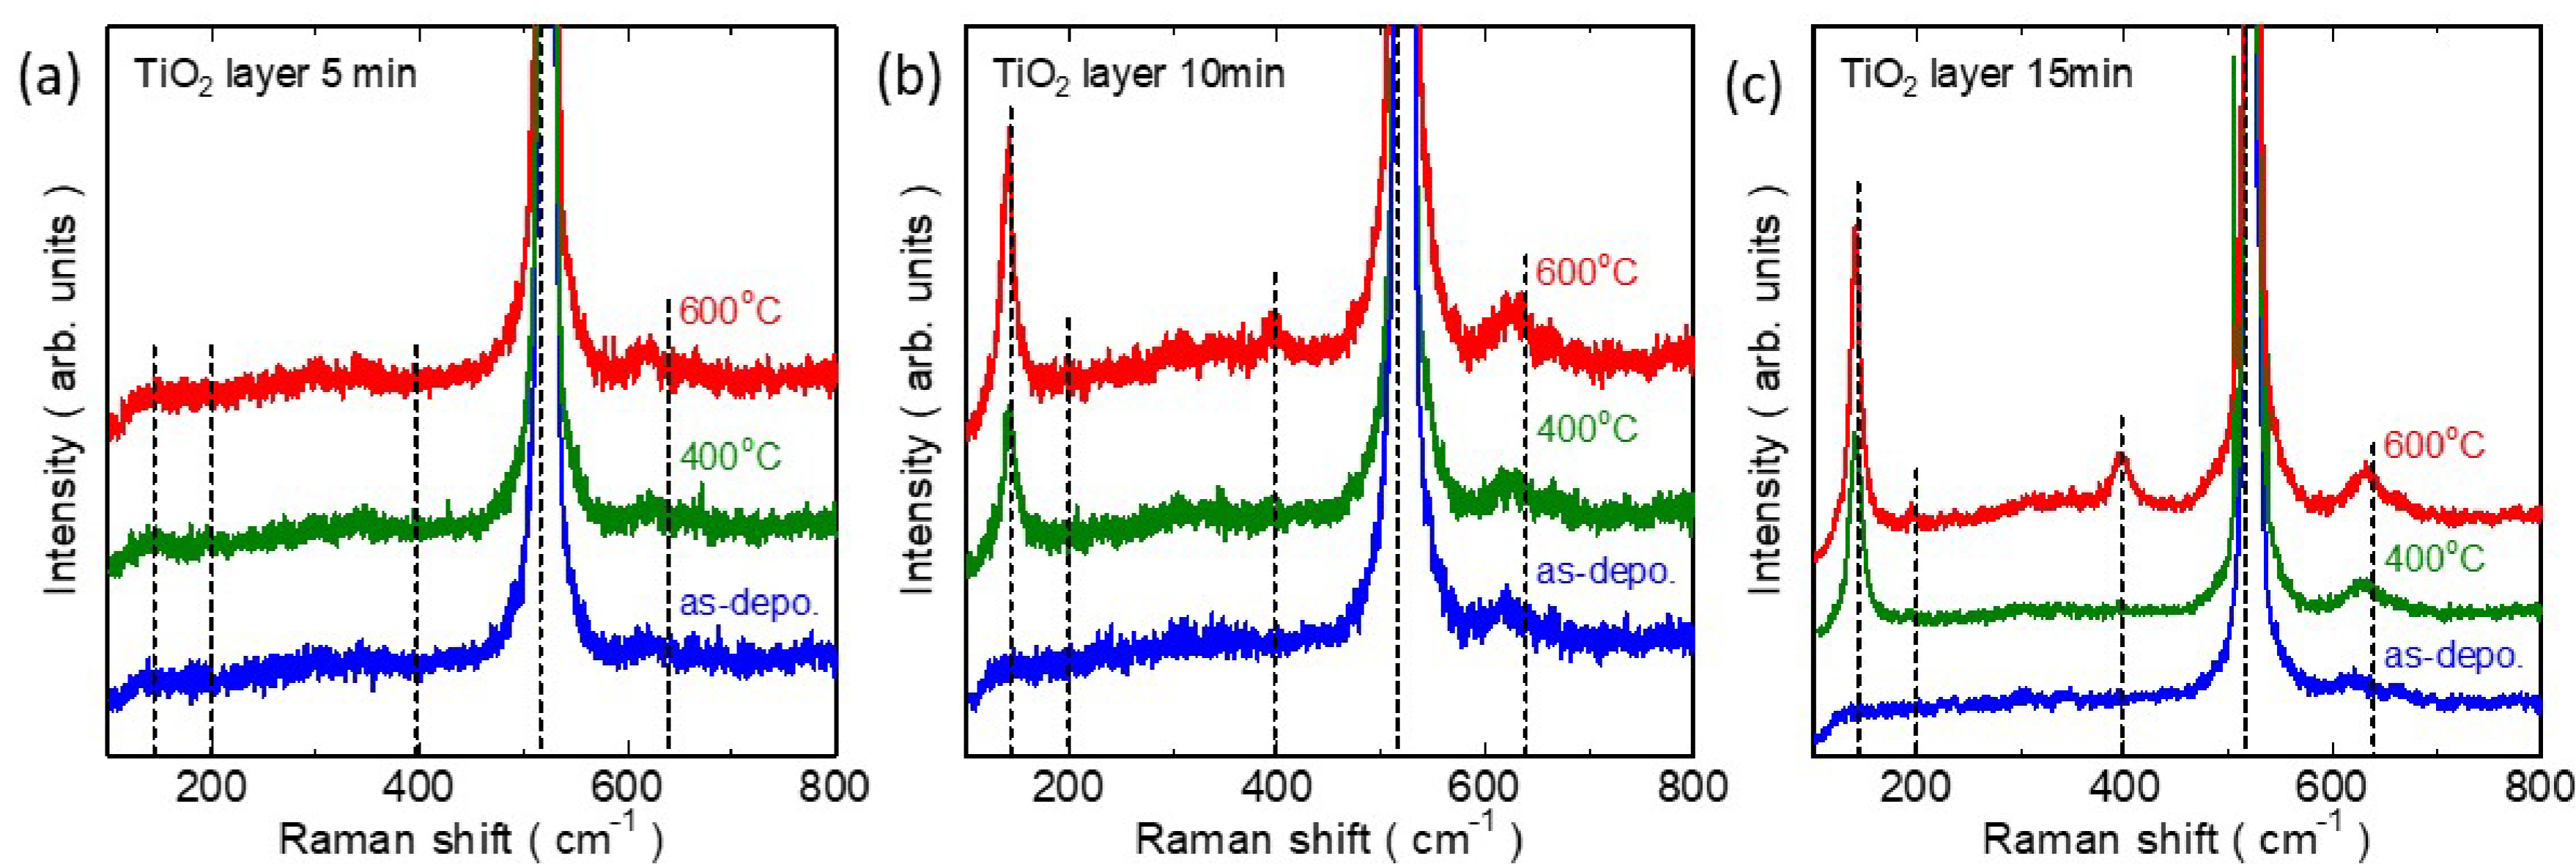 (a)
TiO₂ layer 5 min
Intensity ( arb. units )
600°C
400°C
as-depo.
200 400 600 800
Raman shift ( cm⁻¹ )
(b)
TiO₂ layer 10min
Intensity ( arb. units )
600°C
400°C
as-depo.
200 400 600 800
Raman shift ( cm⁻¹ )
(c)
TiO₂ layer 15min
Intensity ( arb. units )
600°C
400°C
as-depo.
200 400 600 800
Raman shift ( cm⁻¹ )